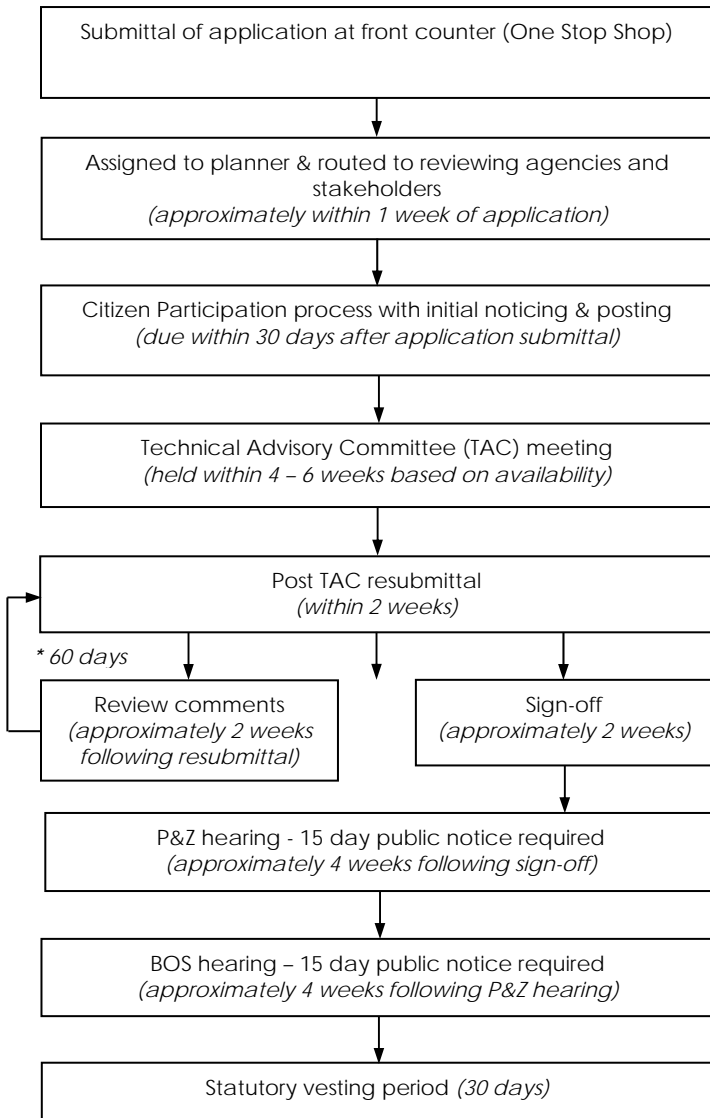 Submittal of application at front counter (One Stop Shop)
Assigned to planner & routed to reviewing agencies and
stakeholders
(approximately within 1 week of application)
Citizen Participation process with initial noticing & posting
(due within 30 days after application submittal)
Technical Advisory Committee (TAC) meeting
(held within 4 – 6 weeks based on availability)
Post TAC resubmittal
(within 2 weeks)
* 60 days
Review comments
(approximately 2 weeks
following resubmittal)
Sign-off
(approximately 2 weeks)
P&Z hearing - 15 day public notice required
(approximately 4 weeks following sign-off)
BOS hearing – 15 day public notice required
(approximately 4 weeks following P&Z hearing)
Statutory vesting period (30 days)